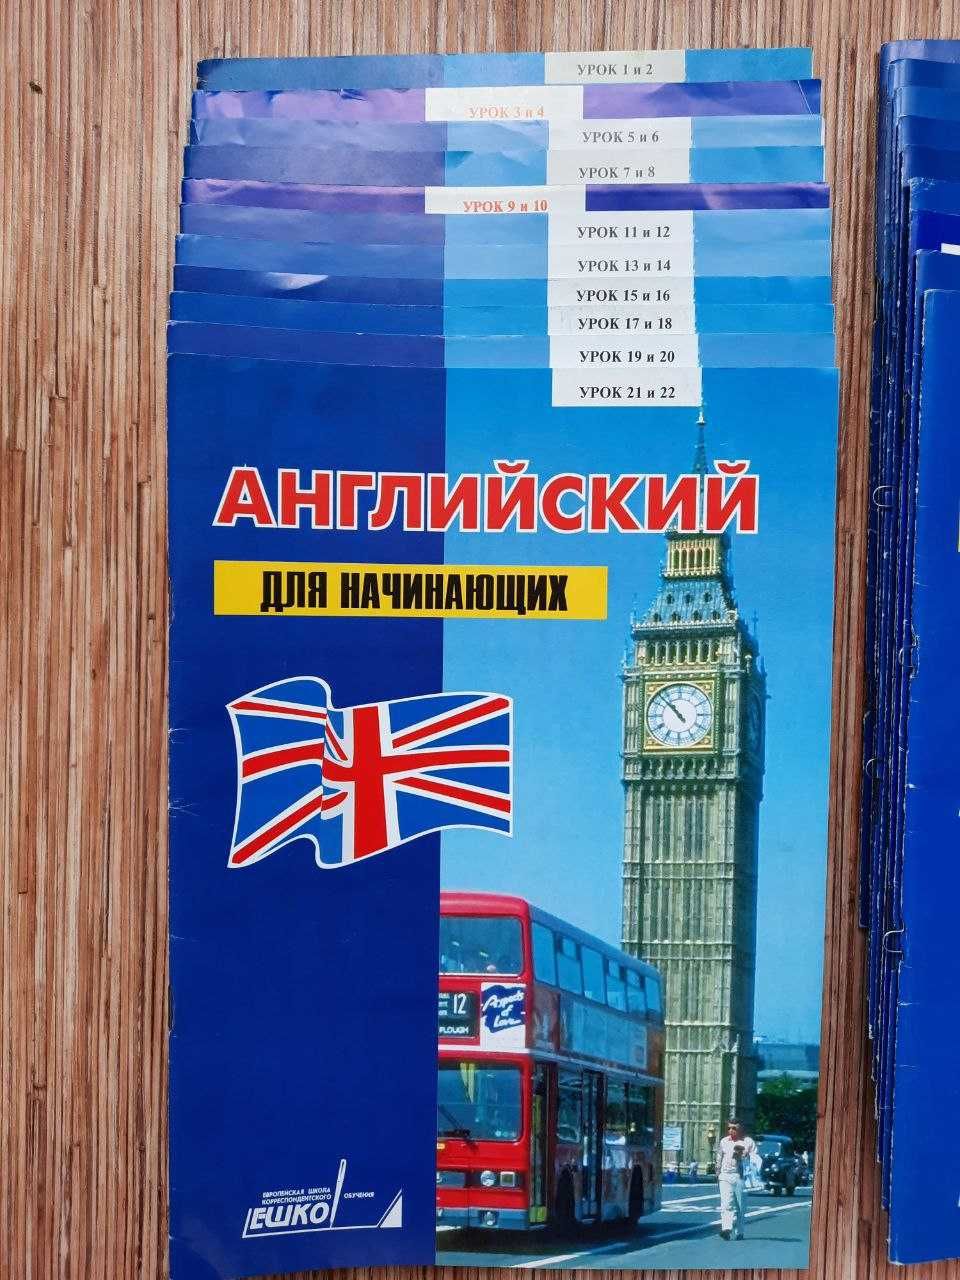 УРОК 1 и 2
УРОК 3 и 4
УРОК 5 и 6
УРОК 7 и 8
УРОК 9 и 10
УРОК 11 и 12
УРОК 13 и 14
УРОК 15 и 16
УРОК 17 и 18
УРОК 19 и 20
УРОК 21 и 22
АНГЛИЙСКИЙ
ДЛЯ НАЧИНАЮЩИХ
12
PLOUGH
Aspects
of
Love
ЕВРОПЕЙСКАЯ ШКОЛА
КОРРЕСПОНДЕНТСКОГО ОБУЧЕНИЯ
ЕШКО